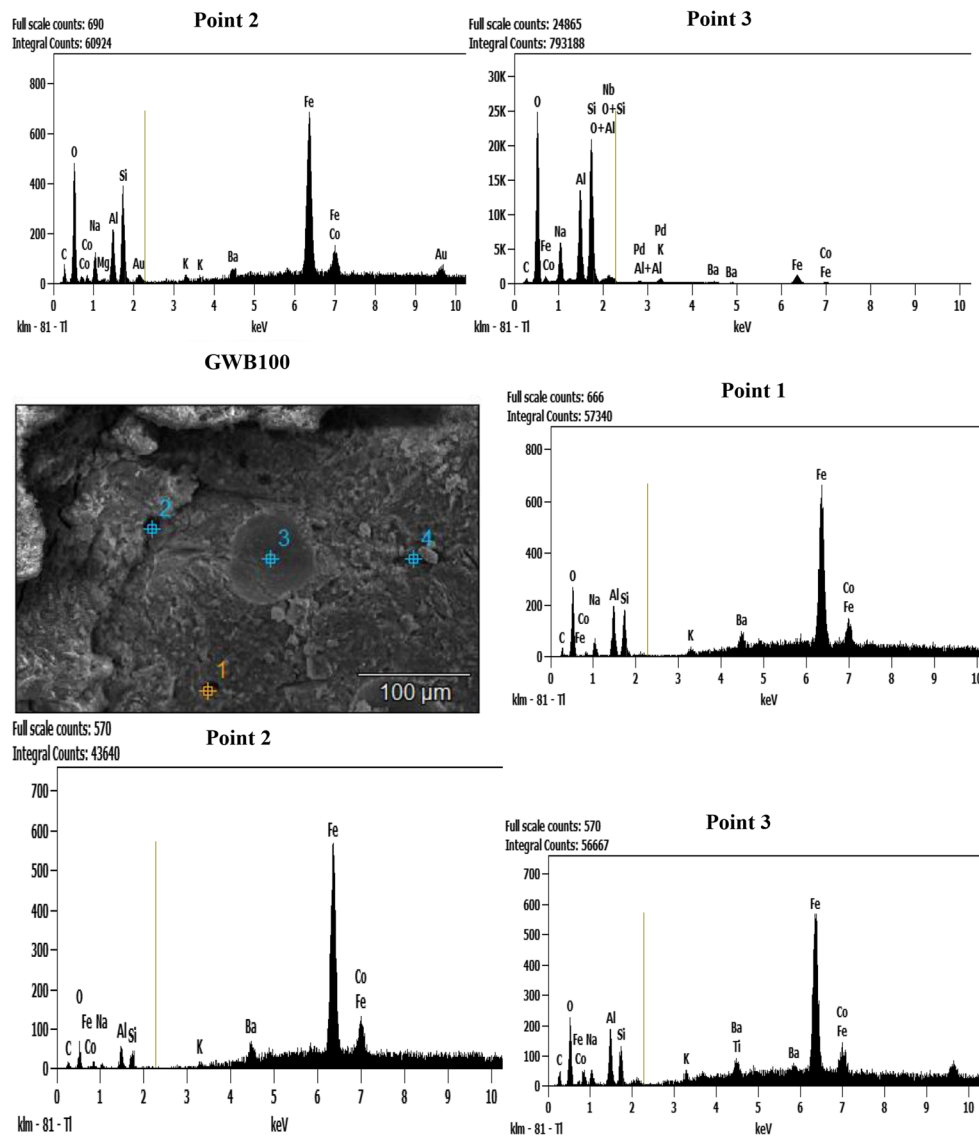 Point 2
Full scale counts: 690
Integral Counts: 60924
800
600
400
200
0
C
O
Co
Co
Na
Mg
Al
Si
Au
K
K
Ba
Fe
Fe
Co
Au
0 1 2 3 4 5 6 7 8 9 10
klm - 81 - Tl
keV
Point 3
Full scale counts: 24865
Integral Counts: 793188
30K
25K
20K
15K
10K
5K
0
C
O
Fe
Co
Na
Al
Si
Nb
O+Si
O+Al
Pd
Al+Al
Pd
K
Ba
Ba
Fe
Co
Fe
0 1 2 3 4 5 6 7 8 9 10
klm - 81 - Tl
keV
GWB100
2
3
4
1
100 µm
Point 1
Full scale counts: 666
Integral Counts: 57340
800
600
400
200
0
C
O
Co
Fe
Na
Al
Si
K
Ba
Fe
Co
Fe
0 1 2 3 4 5 6 7 8 9 10
klm - 81 - Tl
keV
Point 2
Full scale counts: 570
Integral Counts: 43640
700
600
500
400
300
200
100
0
C
O
Fe
Co
Na
Al
Si
K
Ba
Fe
Co
Fe
0 1 2 3 4 5 6 7 8 9 10
klm - 81 - Tl
keV
Point 3
Full scale counts: 570
Integral Counts: 56667
700
600
500
400
300
200
100
0
C
O
Fe
Co
Na
Al
Si
K
Ba
Ti
Ba
Fe
Co
Fe
0 1 2 3 4 5 6 7 8 9 10
klm - 81 - Tl
keV